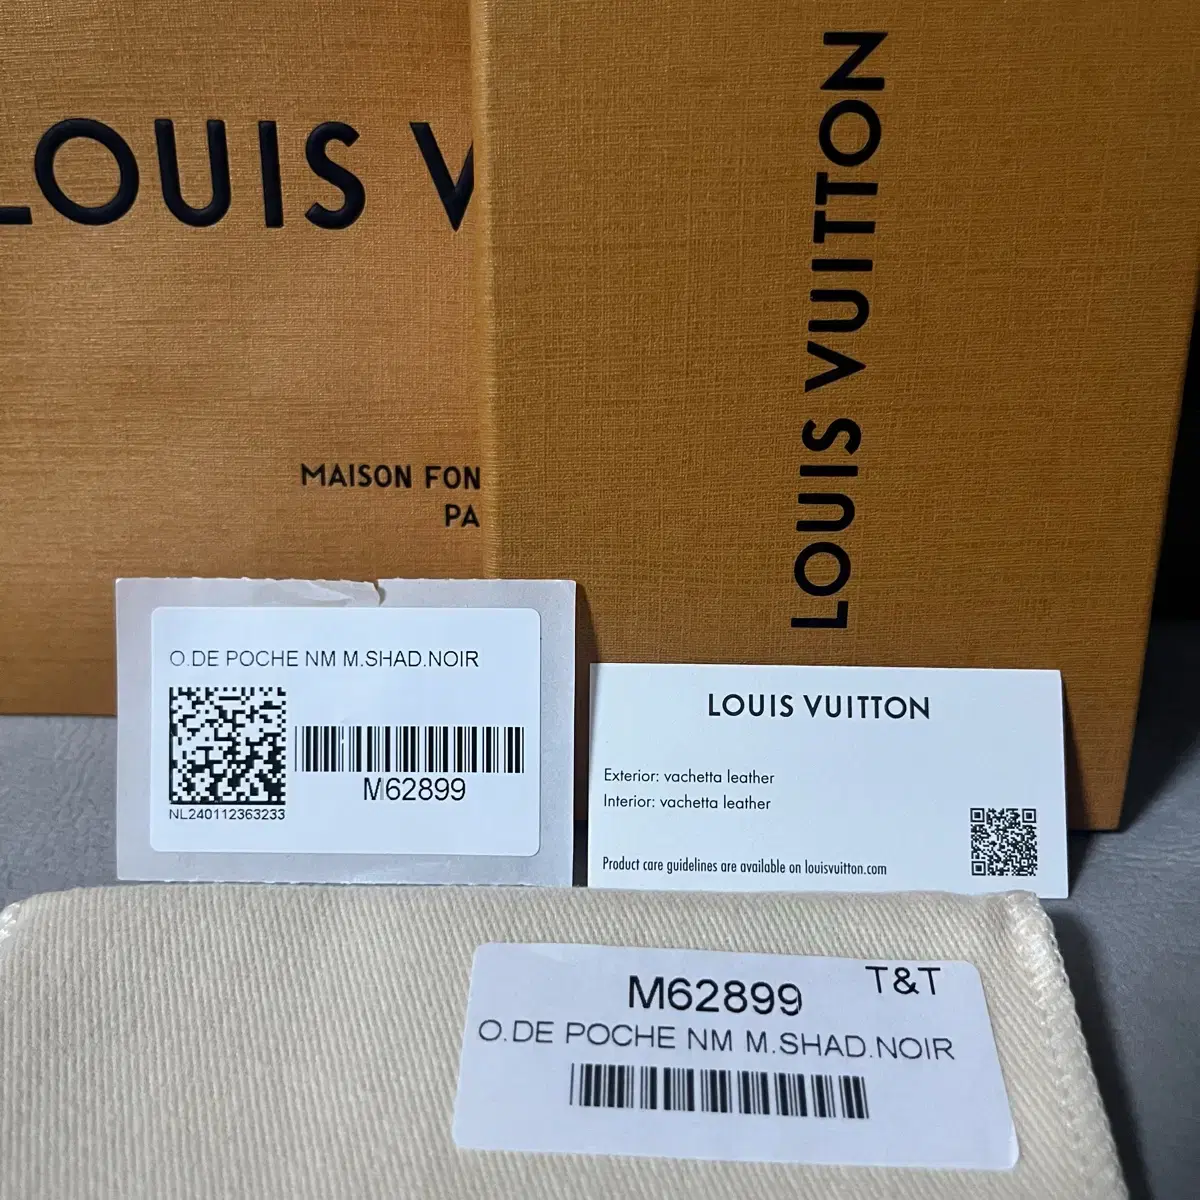 LOUIS V
MAISON FON
PA
LOUIS VUITTON
O.DE POCHE NM M.SHAD.NOIR
M62899
NL240112363233
LOUIS VUITTON
Exterior: vachetta leather
Interior: vachetta leather
Product care guidelines are available on louisvuitton.com
M62899 T&T
O.DE POCHE NM M.SHAD.NOIR